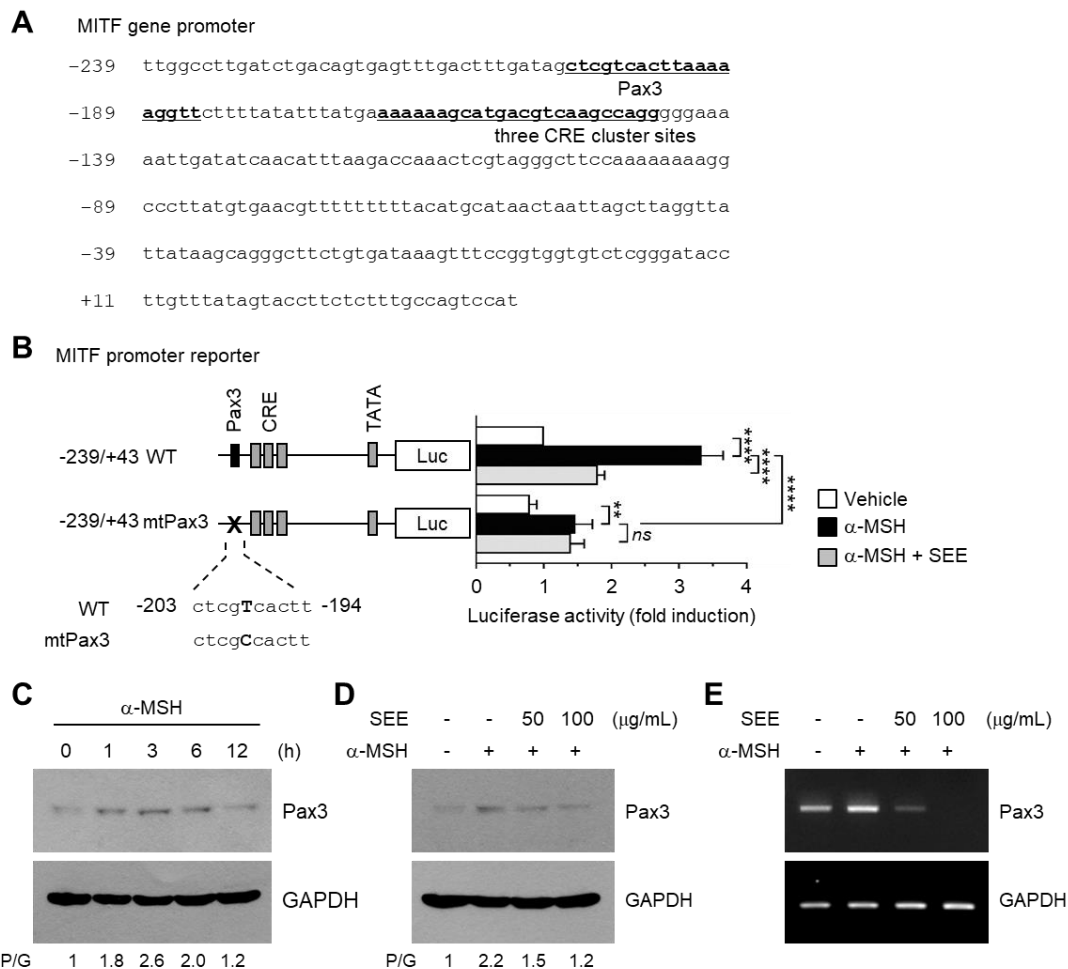 A MITF gene promoter
-239 ttggccttgatctgacagtgagtttgactttgatagctcgtcacttaaaa
Pax3
-189 aggttcttttatatttatgaaaaaaagcatgacgtcaagccaggggggaaa
three CRE cluster sites
-139 aattgatatcaacatttaagaccaaactcgtagggcttccaaaaaaaagg
-89 cccttatgtgaacgtttttttttacatgcataactaattagcttaggtta
-39 ttataagcagggcttctgtgataaagtttccggtggtgtctcgggatacc
+11 ttgtttatagtaccttctctttgccagtccat
B MITF promoter reporter
Pax3 CRE TATA
-239/+43 WT Luc
-239/+43 mtPax3 X Luc
WT -203 ctcgTcactt -194
mtPax3 ctcgCcactt
**** **** ****
** ns
0 1 2 3 4
Luciferase activity (fold induction)
Vehicle
α-MSH
α-MSH + SEE
C α-MSH
0 1 3 6 12 (h)
Pax3
GAPDH
P/G 1 1.8 2.6 2.0 1.2
D SEE - - 50 100 (μg/mL)
α-MSH - + + +
Pax3
GAPDH
P/G 1 2.2 1.5 1.2
E SEE - - 50 100 (μg/mL)
α-MSH - + + +
Pax3
GAPDH